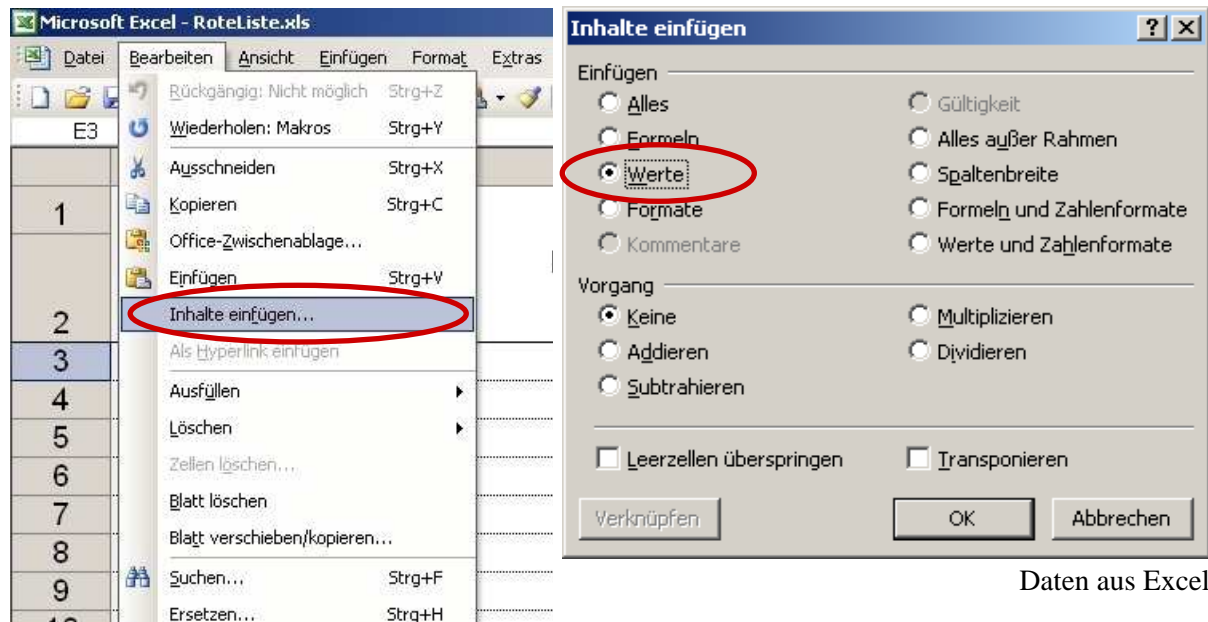 Microsoft Excel - RoteListe.xls
Datei Bearbeiten Ansicht Einfügen Format Extras
E3
1
2
3
4
5
6
7
8
9
Rückgängig: Nicht möglich Strg+Z
Wiederholen: Makros Strg+Y
Ausschneiden Strg+X
Kopieren Strg+C
Office-Zwischenablage...
Einfügen Strg+V
Inhalte einfügen...
Als Hyperlink einfügen
Ausfüllen
Löschen
Zellen löschen...
Blatt löschen
Blatt verschieben/kopieren...
Suchen... Strg+F
Ersetzen... Strg+H
Inhalte einfügen
Einfügen
Alles Gültigkeit
Formeln Alles außer Rahmen
Werte Spaltenbreite
Formate Formeln und Zahlenformate
Kommentare Werte und Zahlenformate
Vorgang
Keine Multiplizieren
Addieren Dividieren
Subtrahieren
Leerzellen überspringen Transponieren
Verknüpfen OK Abbrechen
Daten aus Excel